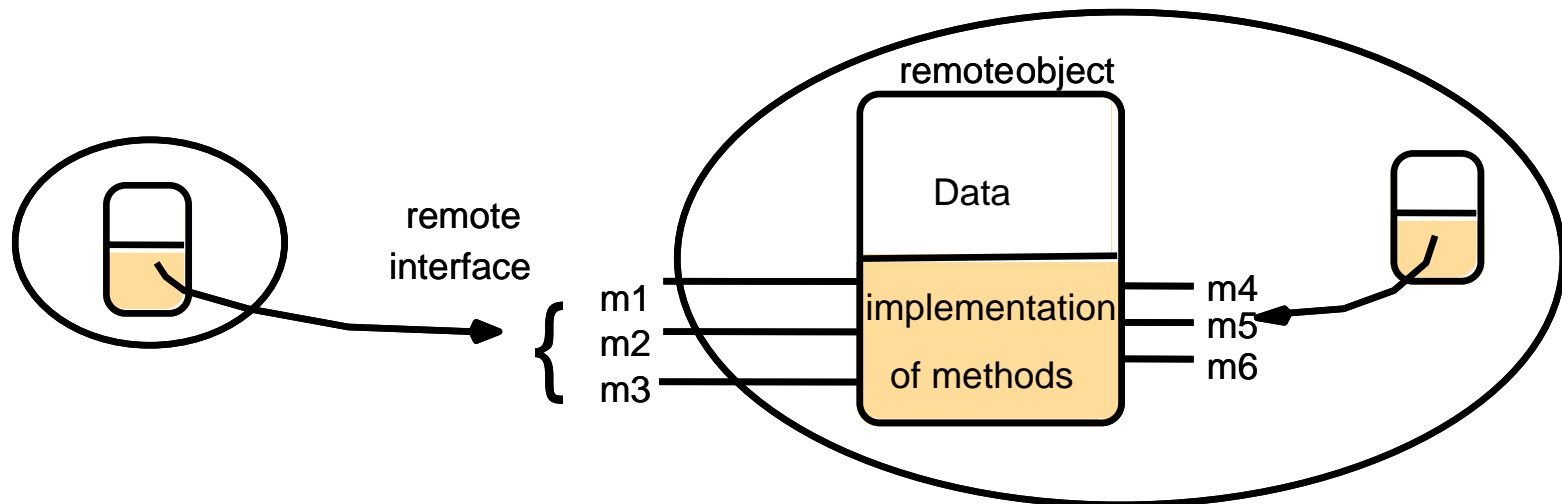 remoteobject
Data
remote
interface
{
m1
m2
m3
implementation
of methods
m4
m5
m6